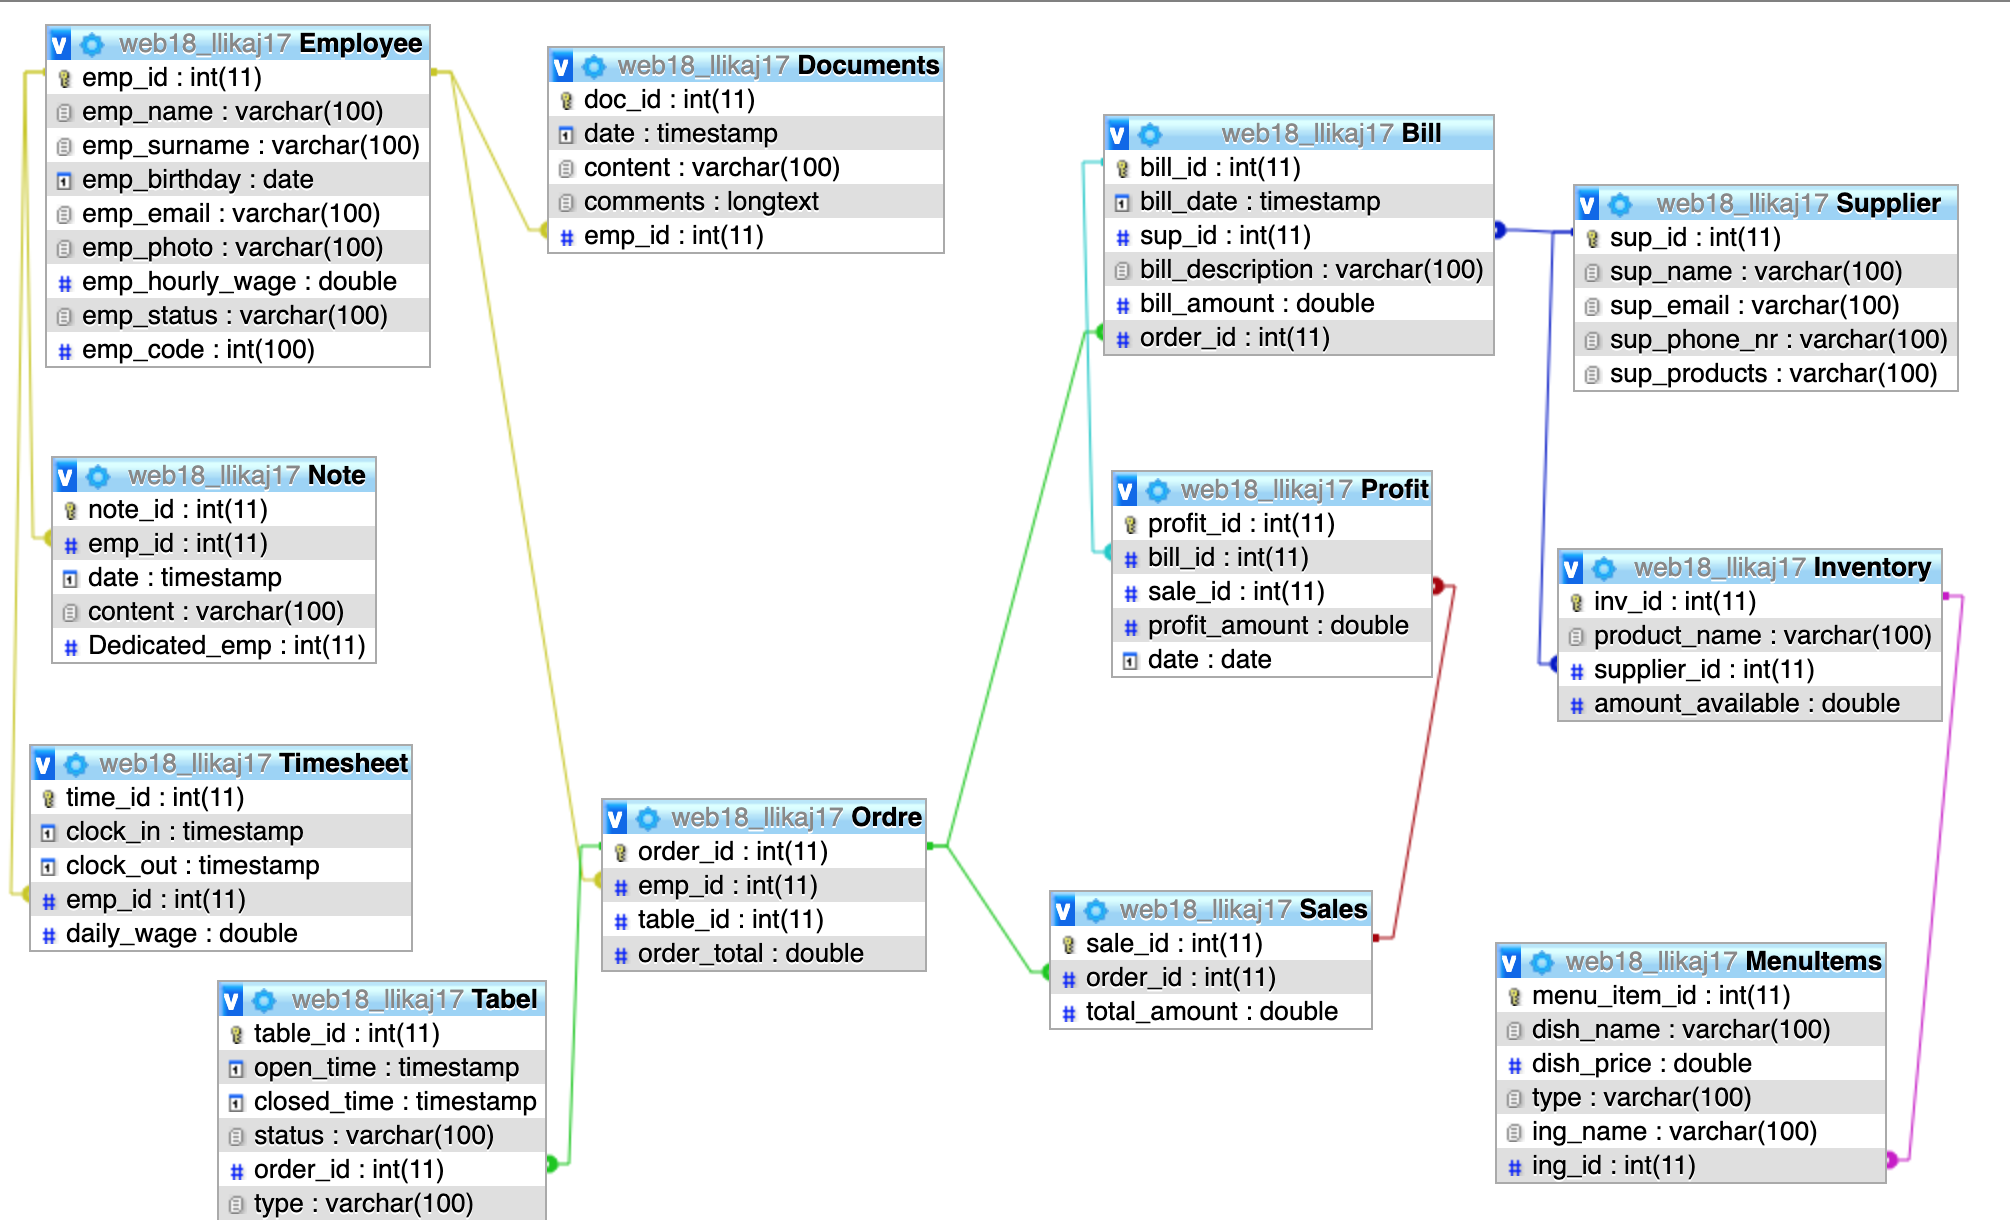 web18_llikaj17 Employee
emp_id : int(11)
emp_name : varchar(100)
emp_surname : varchar(100)
emp_birthday : date
emp_email : varchar(100)
emp_photo : varchar(100)
emp_hourly_wage : double
emp_status : varchar(100)
emp_code : int(100)
web18_llikaj17 Documents
doc_id : int(11)
date : timestamp
content : varchar(100)
comments : longtext
emp_id : int(11)
web18_llikaj17 Bill
bill_id : int(11)
bill_date : timestamp
sup_id : int(11)
bill_description : varchar(100)
bill_amount : double
order_id : int(11)
web18_llikaj17 Supplier
sup_id : int(11)
sup_name : varchar(100)
sup_email : varchar(100)
sup_phone_nr : varchar(100)
sup_products : varchar(100)
web18_llikaj17 Note
note_id : int(11)
emp_id : int(11)
date : timestamp
content : varchar(100)
Dedicated_emp : int(11)
web18_llikaj17 Profit
profit_id : int(11)
bill_id : int(11)
sale_id : int(11)
profit_amount : double
date : date
web18_llikaj17 Inventory
inv_id : int(11)
product_name : varchar(100)
supplier_id : int(11)
amount_available : double
web18_llikaj17 Timesheet
time_id : int(11)
clock_in : timestamp
clock_out : timestamp
emp_id : int(11)
daily_wage : double
web18_llikaj17 Ordre
order_id : int(11)
emp_id : int(11)
table_id : int(11)
order_total : double
web18_llikaj17 Sales
sale_id : int(11)
order_id : int(11)
total_amount : double
web18_llikaj17 MenuItems
menu_item_id : int(11)
dish_name : varchar(100)
dish_price : double
type : varchar(100)
ing_name : varchar(100)
ing_id : int(11)
web18_llikaj17 Tabel
table_id : int(11)
open_time : timestamp
closed_time : timestamp
status : varchar(100)
order_id : int(11)
type : varchar(100)